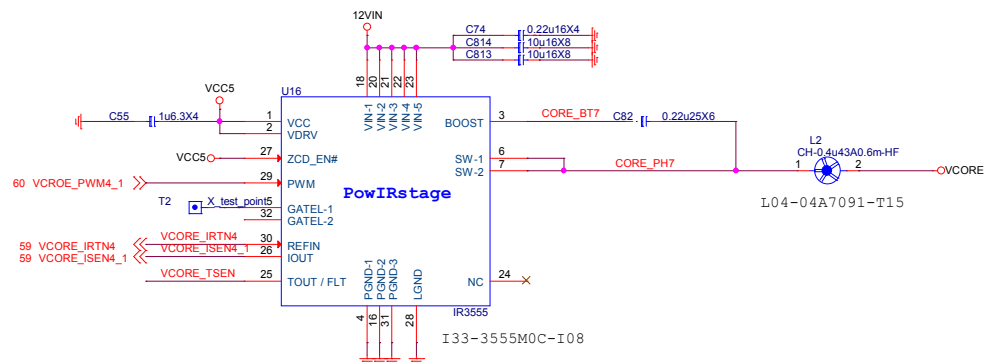 12VIN
C74 0.22u16X4
C814 10u16X8
C813 10u16X8
18 20 21 22 23
U16
VCC5
VIN-1 VIN-2 VIN-3 VIN-4 VIN-5
C55 1u6.3X4 1 VCC
2 VDRV
BOOST 3 CORE_BT7 C82 0.22u25X6
VCC5 27 ZCD_EN#
SW-1 6
SW-2 7 CORE_PH7
L2
CH-0.4u43A0.6m-HF
1 2 VCORE
L04-04A7091-T15
60 VCROE_PWM4_1 29 PWM
PowIRstage
T2 X_test_point 5 GATEL-1
32 GATEL-2
59 VCORE_IRTN4 VCORE_IRTN4 30 REFIN
59 VCORE_ISEN4_1 VCORE_ISEN4_1 26 IOUT
VCORE_TSEN 25 TOUT / FLT
NC 24
PGND-1 PGND-2 PGND-3 LGND
IR3555
4 16 31 28
I33-3555M0C-I08